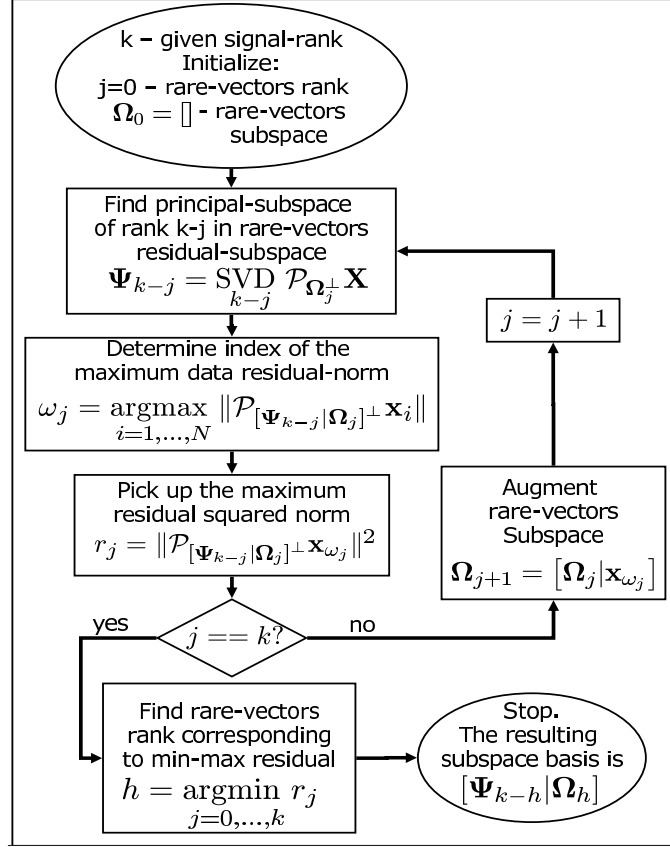 k – given signal-rank
Initialize:
j=0 – rare-vectors rank
Ω₀ = [] - rare-vectors
subspace
Find principal-subspace
of rank k-j in rare-vectors
residual-subspace
Ψ_{k−j} = SVD_{k−j} 𝒫_{Ω_j^⊥} X
Determine index of the
maximum data residual-norm
ω_j = argmax_{i=1,...,N} ‖𝒫_{[Ψ_{k−j}|Ω_j]^⊥} x_i‖
Pick up the maximum
residual squared norm
r_j = ‖𝒫_{[Ψ_{k−j}|Ω_j]^⊥} x_{ω_j}‖²
j == k?
yes
no
Augment
rare-vectors
Subspace
Ω_{j+1} = [Ω_j|x_{ω_j}]
j = j + 1
Find rare-vectors
rank corresponding
to min-max residual
h = argmin_{j=0,...,k} r_j
Stop.
The resulting
subspace basis is
[Ψ_{k−h}|Ω_h]